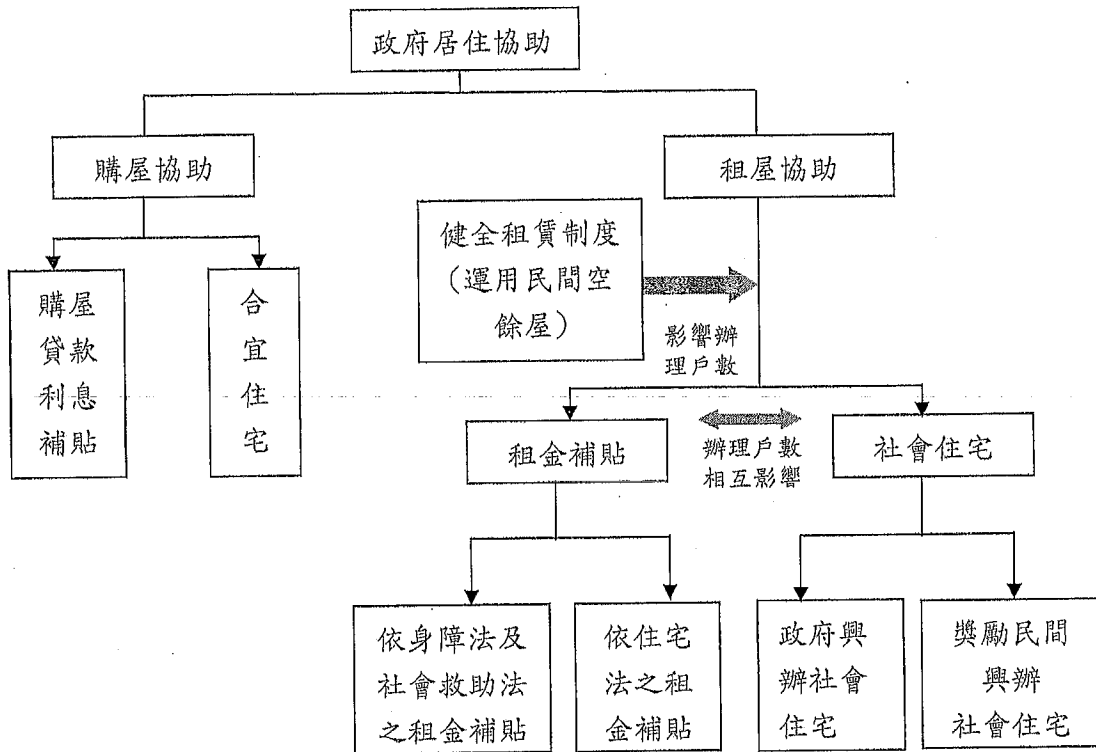 政府居住協助
購屋協助
租屋協助
健全租賃制度
(運用民間空
餘屋)
影響辦
理戶數
購屋
貸款
利息
補貼
合
宜
住
宅
租金補貼
辦理戶數
相互影響
社會住宅
依身障法及
社會救助法
之租金補貼
依住宅
法之租
金補貼
政府興
辦社會
住宅
獎勵民間
興辦
社會住宅